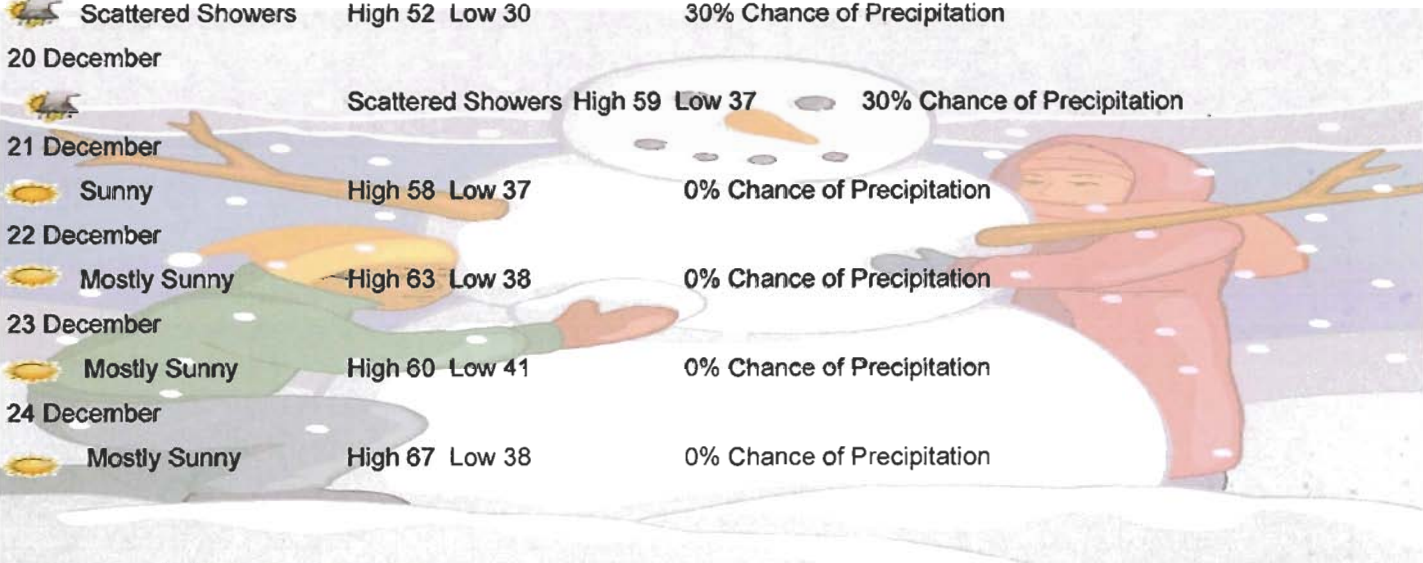 Scattered Showers High 52 Low 30 30% Chance of Precipitation
20 December
Scattered Showers High 59 Low 37 30% Chance of Precipitation
21 December
Sunny High 58 Low 37 0% Chance of Precipitation
22 December
Mostly Sunny High 63 Low 38 0% Chance of Precipitation
23 December
Mostly Sunny High 60 Low 41 0% Chance of Precipitation
24 December
Mostly Sunny High 67 Low 38 0% Chance of Precipitation